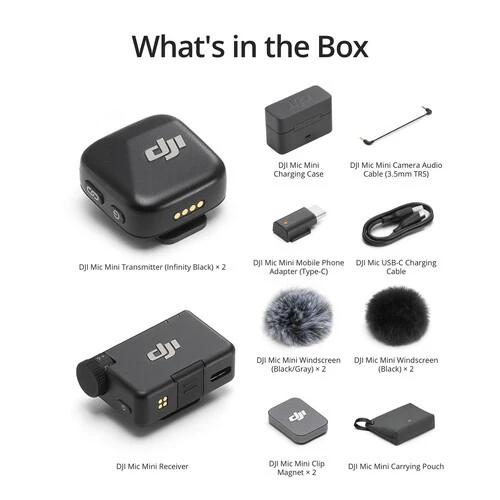 What's in the Box
dji
DJI Mic Mini Transmitter (Infinity Black) × 2
DJI Mic Mini
Charging Case
DJI Mic Mini Camera Audio
Cable (3.5mm TRS)
DJI Mic Mini Mobile Phone
Adapter (Type-C)
DJI Mic USB-C Charging
Cable
dji
DJI Mic Mini Receiver
DJI Mic Mini Windscreen
(Black/Gray) × 2
DJI Mic Mini Windscreen
(Black) × 2
dji
DJI Mic Mini Clip
Magnet × 2
DJI Mic Mini Carrying Pouch